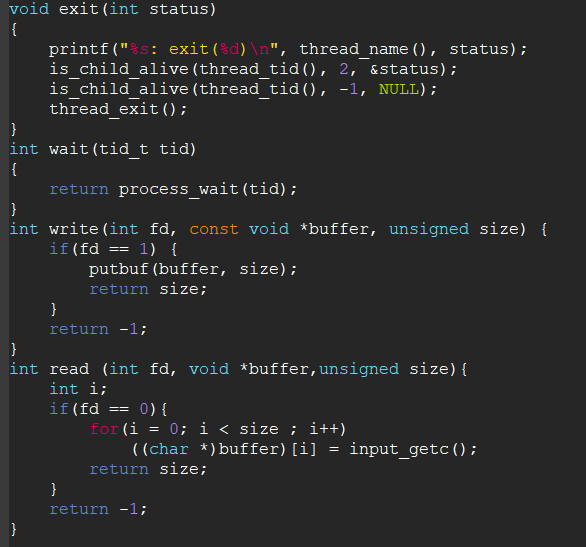 void exit(int status)
{
    printf("%s: exit(%d)\n", thread_name(), status);
    is_child_alive(thread_tid(), 2, &status);
    is_child_alive(thread_tid(), -1, NULL);
    thread_exit();
}
int wait(tid_t tid)
{
    return process_wait(tid);
}
int write(int fd, const void *buffer, unsigned size) {
    if(fd == 1) {
        putbuf(buffer, size);
        return size;
    }
    return -1;
}
int read (int fd, void *buffer,unsigned size){
    int i;
    if(fd == 0){
        for(i = 0; i < size ; i++)
            ((char *)buffer)[i] = input_getc();
        return size;
    }
    return -1;
}